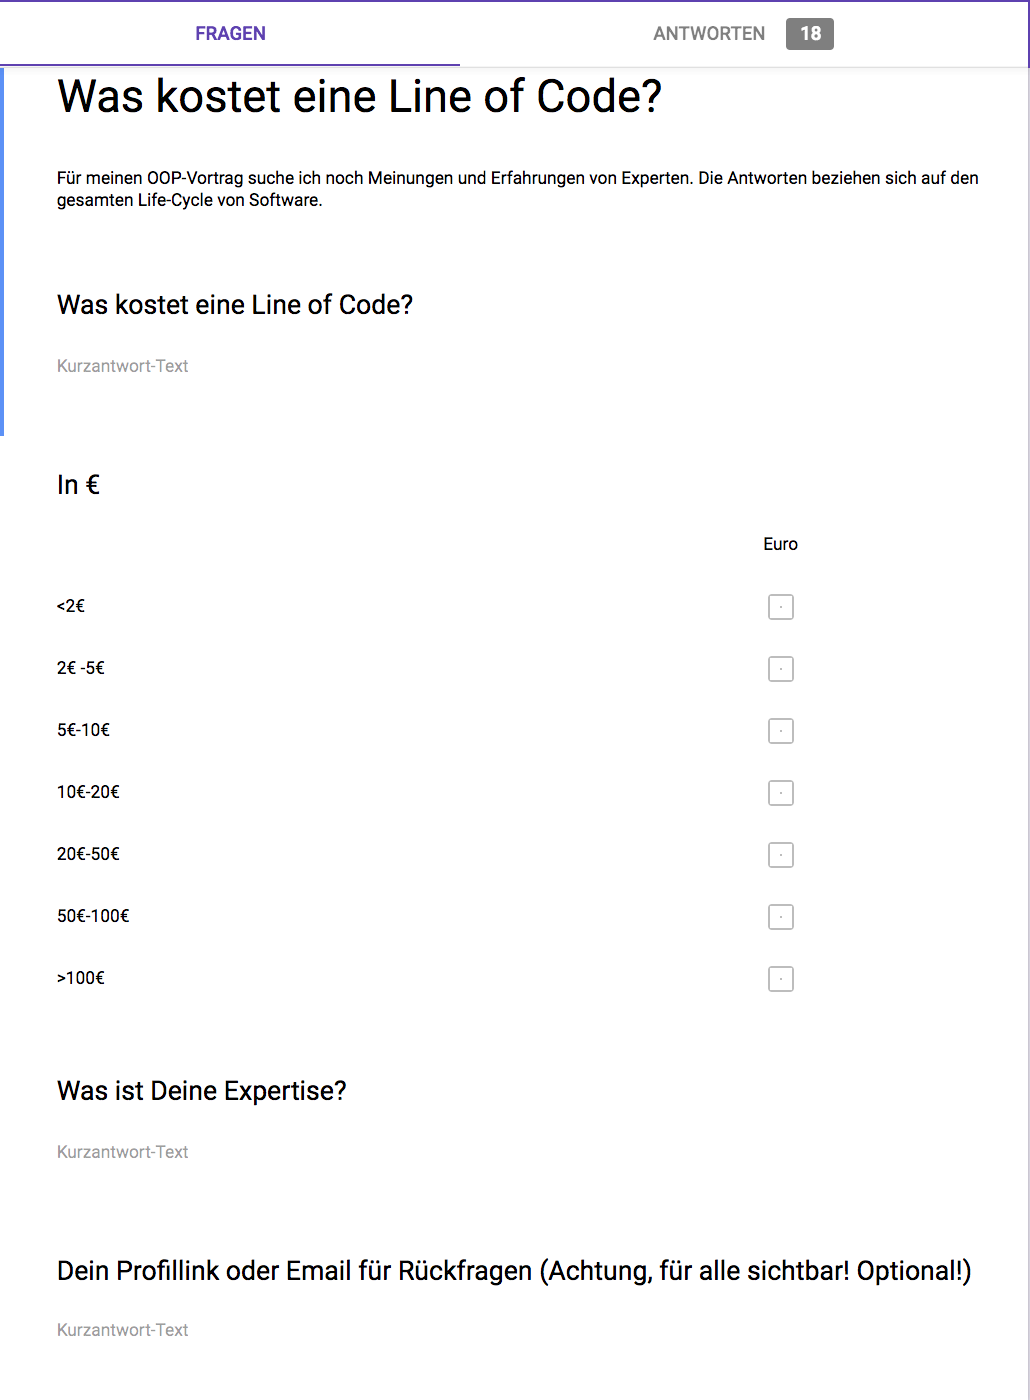 FRAGEN
ANTWORTEN 18
Was kostet eine Line of Code?
Für meinen OOP-Vortrag suche ich noch Meinungen und Erfahrungen von Experten. Die Antworten beziehen sich auf den
gesamten Life-Cycle von Software.
Was kostet eine Line of Code?
Kurzantwort-Text
In €
Euro
<2€
2€ -5€
5€-10€
10€-20€
20€-50€
50€-100€
>100€
Was ist Deine Expertise?
Kurzantwort-Text
Dein Profillink oder Email für Rückfragen (Achtung, für alle sichtbar! Optional!)
Kurzantwort-Text